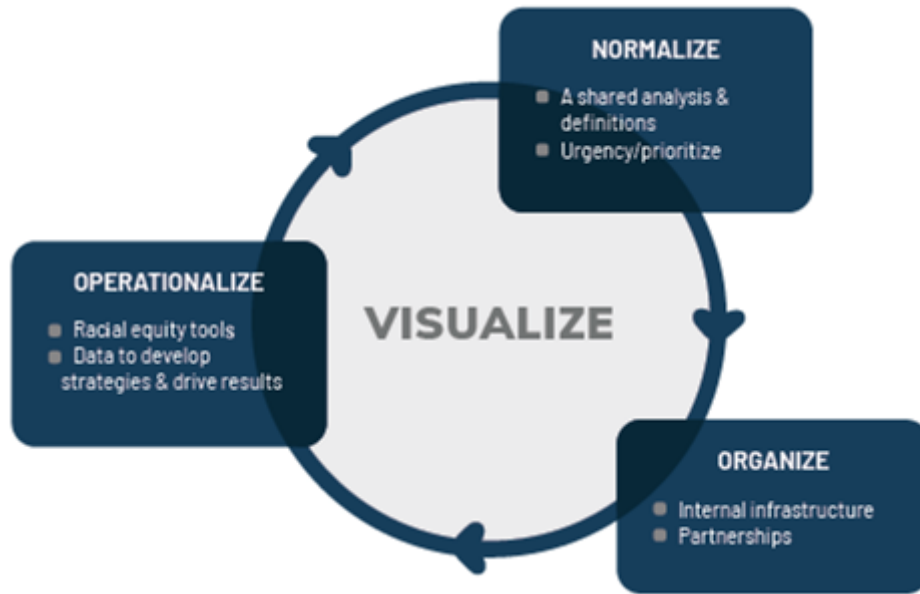 NORMALIZE
A shared analysis &
definitions
Urgency/prioritize
OPERATIONALIZE
Racial equity tools
Data to develop
strategies & drive results
VISUALIZE
ORGANIZE
Internal infrastructure
Partnerships